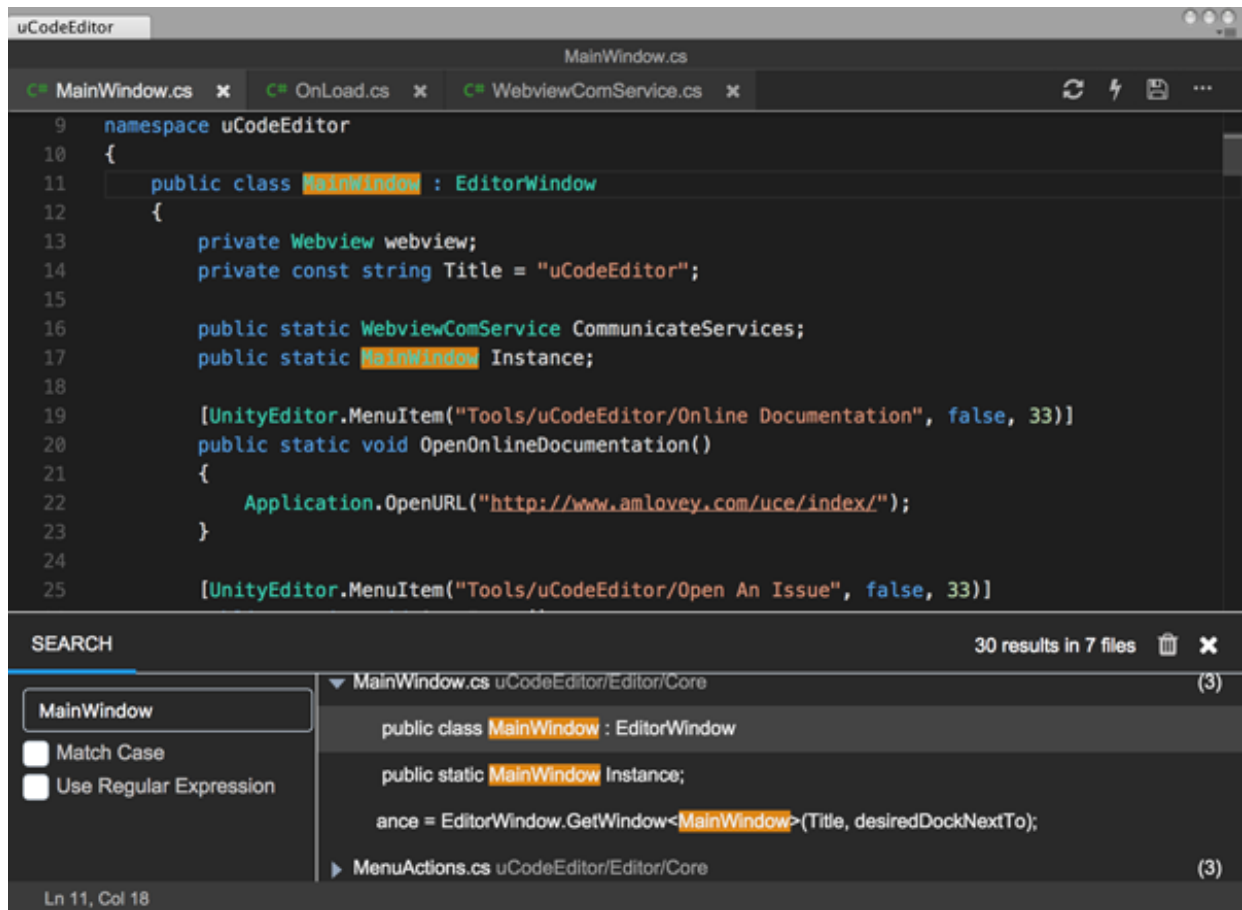 uCodeEditor
MainWindow.cs
C# MainWindow.cs × C# OnLoad.cs × C# WebviewComService.cs ×
9 namespace uCodeEditor
10 {
11 public class MainWindow : EditorWindow
12 {
13 private Webview webview;
14 private const string Title = "uCodeEditor";
15
16 public static WebviewComService CommunicateServices;
17 public static MainWindow Instance;
18
19 [UnityEditor.MenuItem("Tools/uCodeEditor/Online Documentation", false, 33)]
20 public static void OpenOnlineDocumentation()
21 {
22 Application.OpenURL("http://www.amlovey.com/uce/index/");
23 }
24
25 [UnityEditor.MenuItem("Tools/uCodeEditor/Open An Issue", false, 33)]
SEARCH 30 results in 7 files
MainWindow
Match Case
Use Regular Expression
MainWindow.cs uCodeEditor/Editor/Core (3)
public class MainWindow : EditorWindow
public static MainWindow Instance;
ance = EditorWindow.GetWindow<MainWindow>(Title, desiredDockNextTo);
MenuActions.cs uCodeEditor/Editor/Core (3)
Ln 11, Col 18